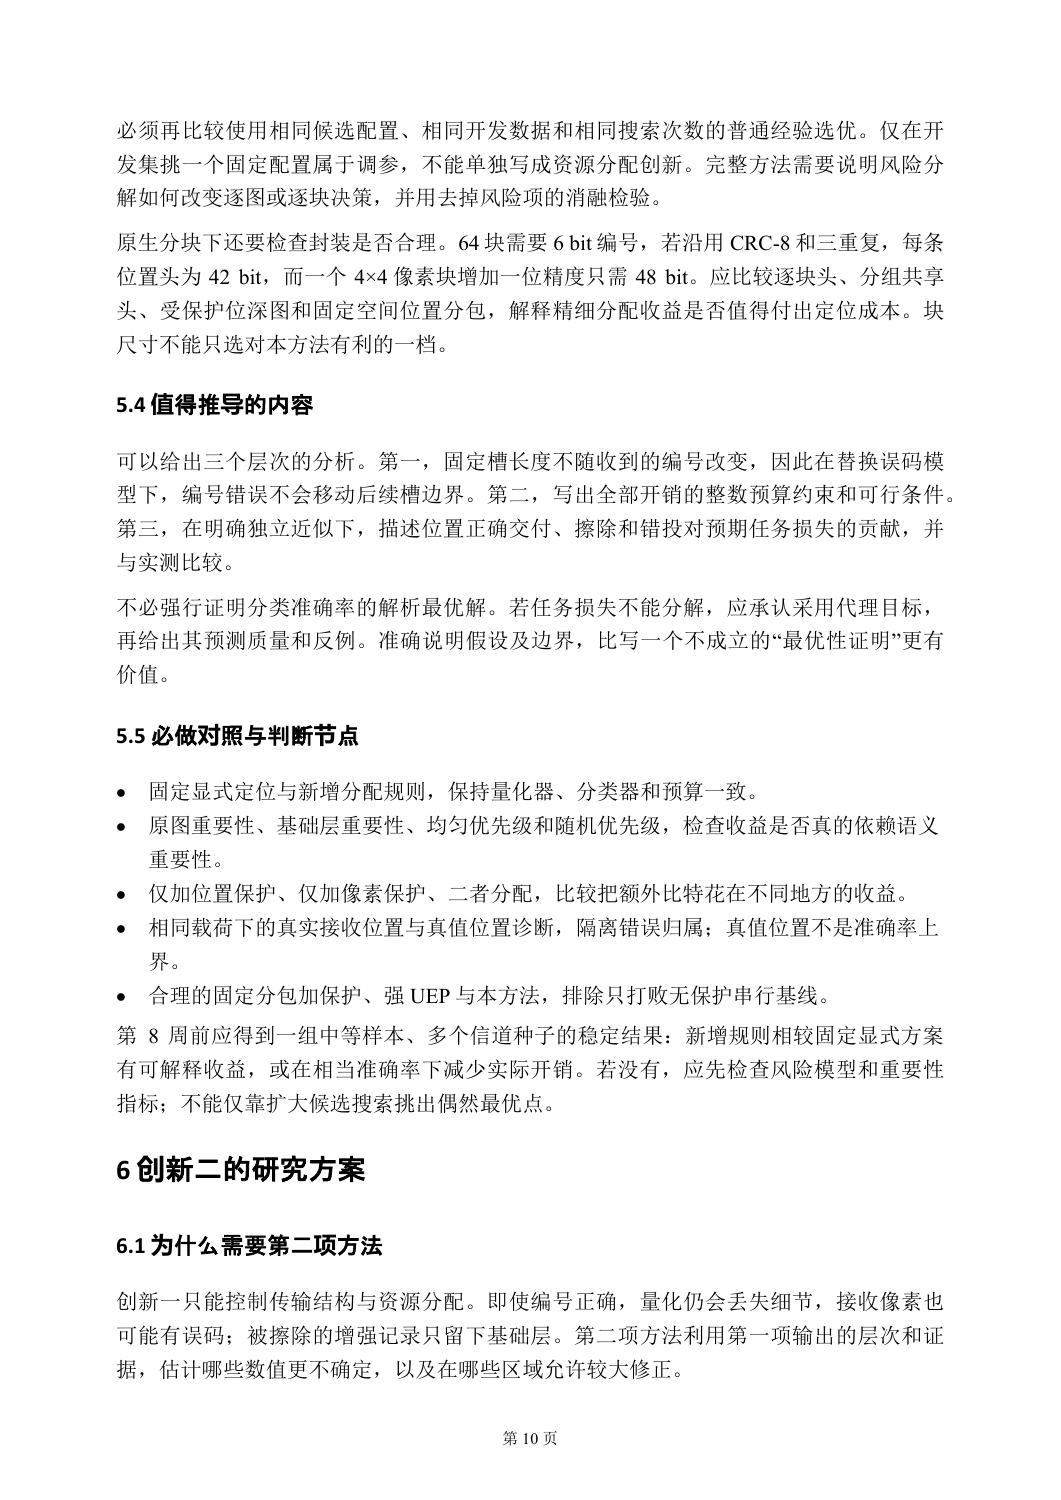 必须再比较使用相同候选配置、相同开发数据和相同搜索次数的普通经验选优。仅在开
发集挑一个固定配置属于调参，不能单独写成资源分配创新。完整方法需要说明风险分
解如何改变逐图或逐块决策，并用去掉风险项的消融检验。
原生分块下还要检查封装是否合理。64 块需要 6 bit 编号，若沿用 CRC-8 和三重复，每条
位置头为 42 bit，而一个 4×4 像素块增加一位精度只需 48 bit。应比较逐块头、分组共享
头、受保护位深图和固定空间位置分包，解释精细分配收益是否值得付出定位成本。块
尺寸不能只选对本方法有利的一档。
5.4 值得推导的内容
可以给出三个层次的分析。第一，固定槽长度不随收到的编号改变，因此在替换误码模
型下，编号错误不会移动后续槽边界。第二，写出全部开销的整数预算约束和可行条件。
第三，在明确独立近似下，描述位置正确交付、擦除和错投对预期任务损失的贡献，并
与实测比较。
不必强行证明分类准确率的解析最优解。若任务损失不能分解，应承认采用代理目标，
再给出其预测质量和反例。准确说明假设及边界，比写一个不成立的“最优性证明”更有
价值。
5.5 必做对照与判断节点
• 固定显式定位与新增分配规则，保持量化器、分类器和预算一致。
• 原图重要性、基础层重要性、均匀优先级和随机优先级，检查收益是否真的依赖语义
重要性。
• 仅加位置保护、仅加像素保护、二者分配，比较把额外比特花在不同地方的收益。
• 相同载荷下的真实接收位置与真值位置诊断，隔离错误归属；真值位置不是准确率上
界。
• 合理的固定分包加保护、强 UEP 与本方法，排除只打败无保护串行基线。
第 8 周前应得到一组中等样本、多个信道种子的稳定结果：新增规则相较固定显式方案
有可解释收益，或在相当准确率下减少实际开销。若没有，应先检查风险模型和重要性
指标；不能仅靠扩大候选搜索挑出偶然最优点。
6 创新二的研究方案
6.1 为什么需要第二项方法
创新一只能控制传输结构与资源分配。即使编号正确，量化仍会丢失细节，接收像素也
可能有误码；被擦除的增强记录只留下基础层。第二项方法利用第一项输出的层次和证
据，估计哪些数值更不确定，以及在哪些区域允许较大修正。
第 10 页